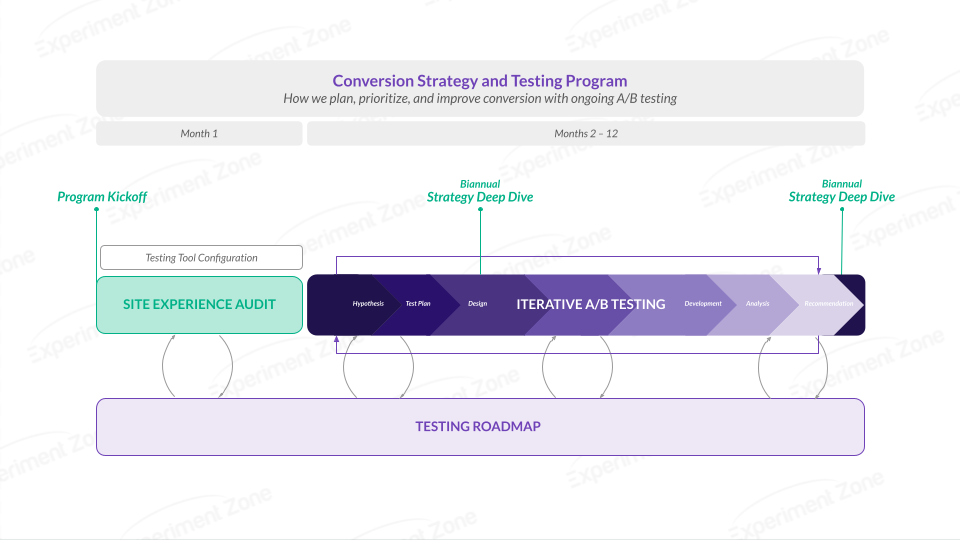 Conversion Strategy and Testing Program
How we plan, prioritize, and improve conversion with ongoing A/B testing
Month 1
Months 2 – 12
Program Kickoff
Biannual
Strategy Deep Dive
Biannual
Strategy Deep Dive
Testing Tool Configuration
SITE EXPERIENCE AUDIT
Hypothesis
Test Plan
Design
ITERATIVE A/B TESTING
Development
Analysis
Recommendation
TESTING ROADMAP
Experiment Zone